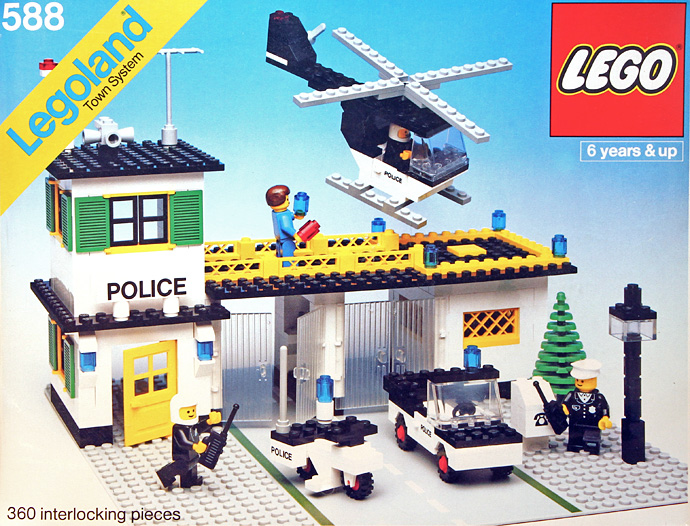 588
Legoland
Town System
LEGO
6 years & up
POLICE
POLICE
POLICE
POLICE
360 interlocking pieces